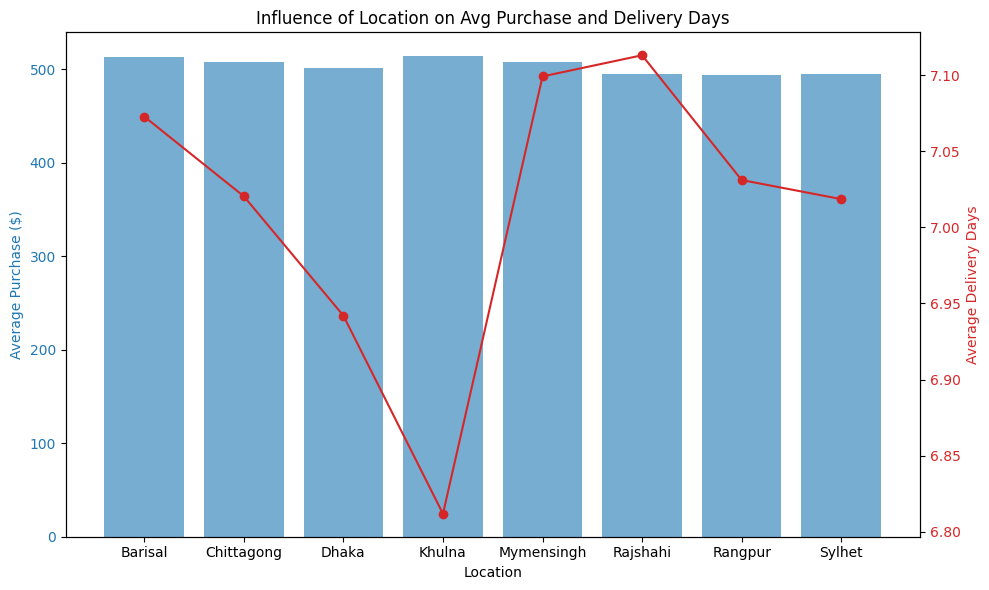 Influence of Location on Avg Purchase and Delivery Days
Average Purchase ($)
500
400
300
200
100
0
7.10
7.05
7.00
6.95
6.90
6.85
6.80
Average Delivery Days
Barisal Chittagong Dhaka Khulna Mymensingh Rajshahi Rangpur Sylhet
Location